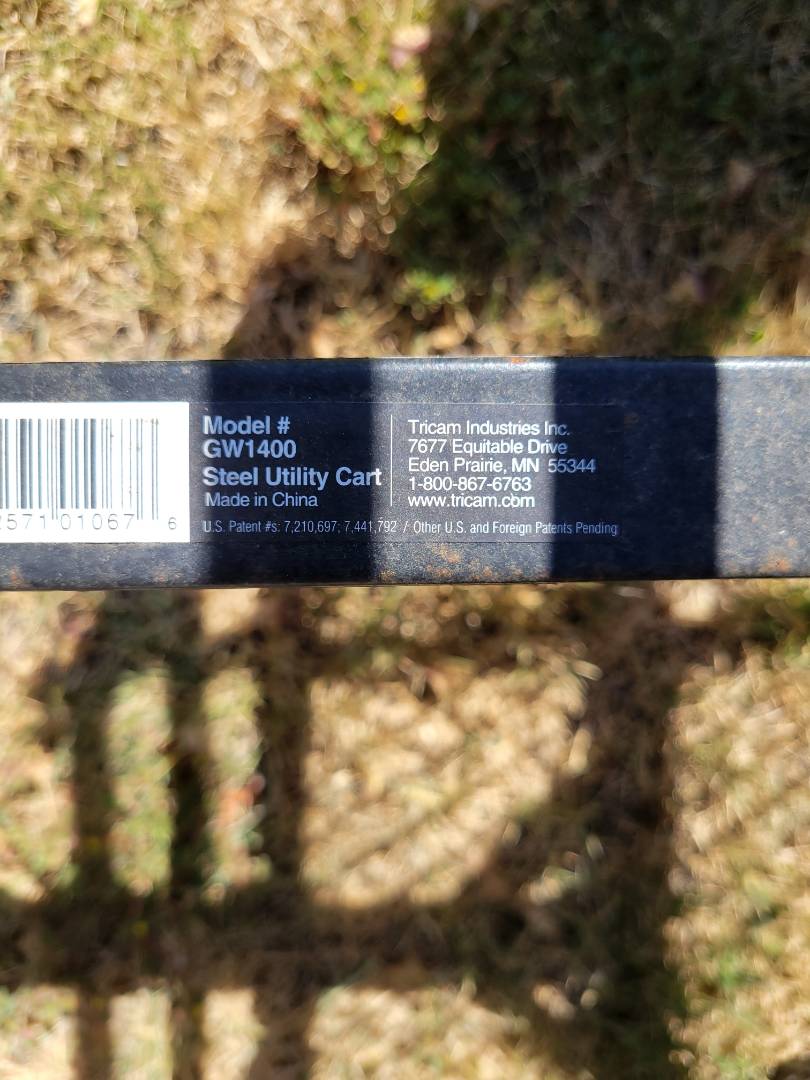 Model #
GW1400
Steel Utility Cart
Made in China
U.S. Patent #s: 7,210,697; 7,441,792 / Other U.S. and Foreign Patents Pending
Tricam Industries Inc.
7677 Equitable Drive
Eden Prairie, MN 55344
1-800-867-6763
www.tricam.com
571 01067 6